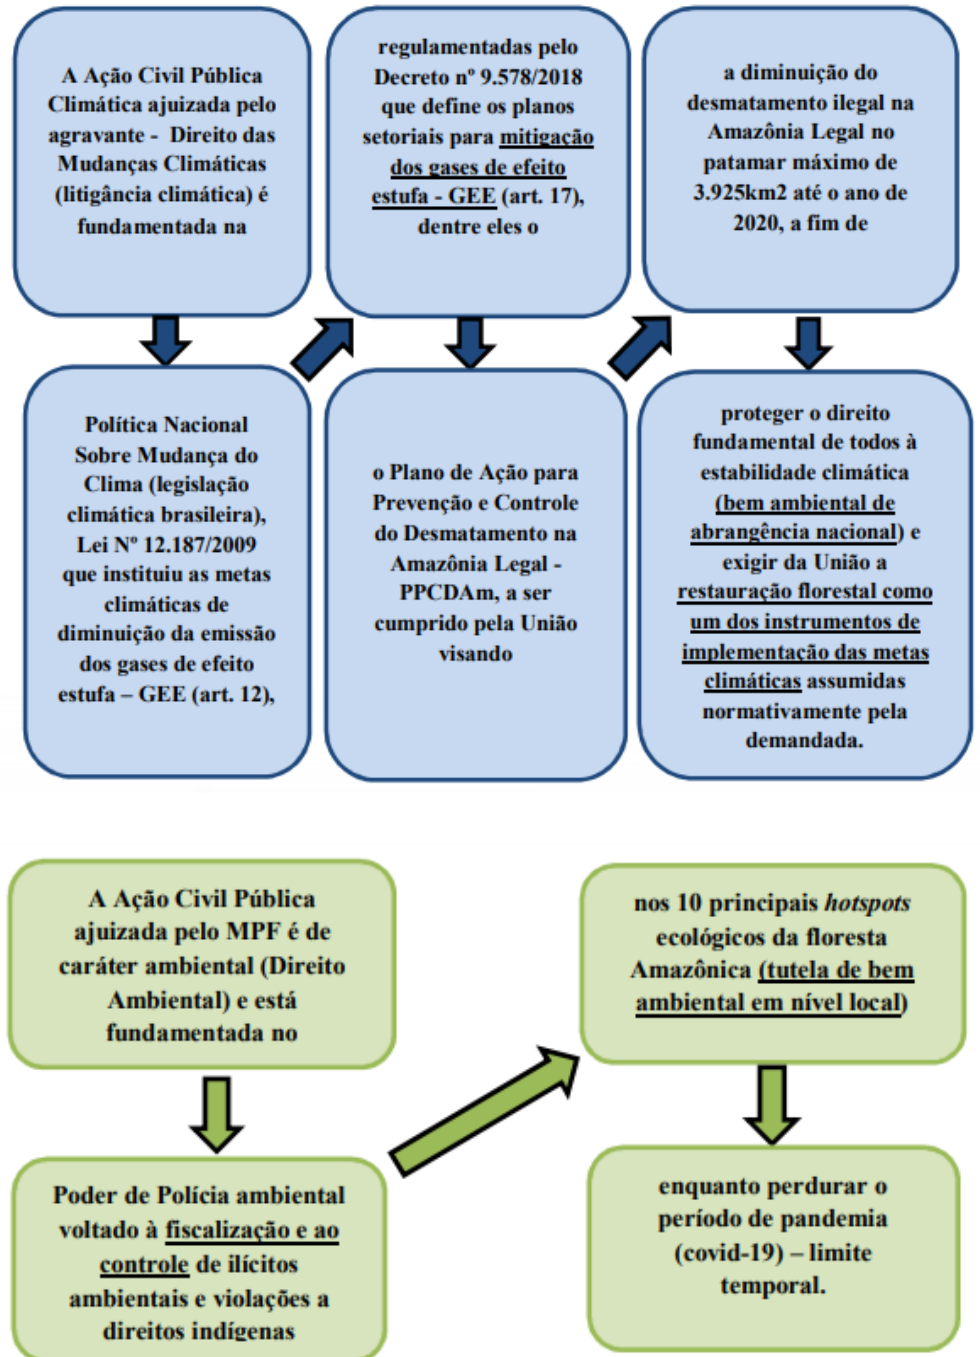 A Ação Civil Pública
Climática ajuizada pelo
agravante - Direito das
Mudanças Climáticas
(litigância climática) é
fundamentada na
Política Nacional
Sobre Mudança do
Clima (legislação
climática brasileira),
Lei Nº 12.187/2009
que instituiu as metas
climáticas de
diminuição da emissão
dos gases de efeito
estufa – GEE (art. 12),
regulamentadas pelo
Decreto nº 9.578/2018
que define os planos
setoriais para mitigação
dos gases de efeito
estufa - GEE (art. 17),
dentre eles o
o Plano de Ação para
Prevenção e Controle
do Desmatamento na
Amazônia Legal -
PPCDAm, a ser
cumprido pela União
visando
a diminuição do
desmatamento ilegal na
Amazônia Legal no
patamar máximo de
3.925km2 até o ano de
2020, a fim de
proteger o direito
fundamental de todos à
estabilidade climática
(bem ambiental de
abrangência nacional) e
exigir da União a
restauração florestal como
um dos instrumentos de
implementação das metas
climáticas assumidas
normativamente pela
demandada.
A Ação Civil Pública
ajuizada pelo MPF é de
caráter ambiental (Direito
Ambiental) e está
fundamentada no
Poder de Polícia ambiental
voltado à fiscalização e ao
controle de ilícitos
ambientais e violações a
direitos indígenas
nos 10 principais hotspots
ecológicos da floresta
Amazônica (tutela de bem
ambiental em nível local)
enquanto perdurar o
período de pandemia
(covid-19) – limite
temporal.